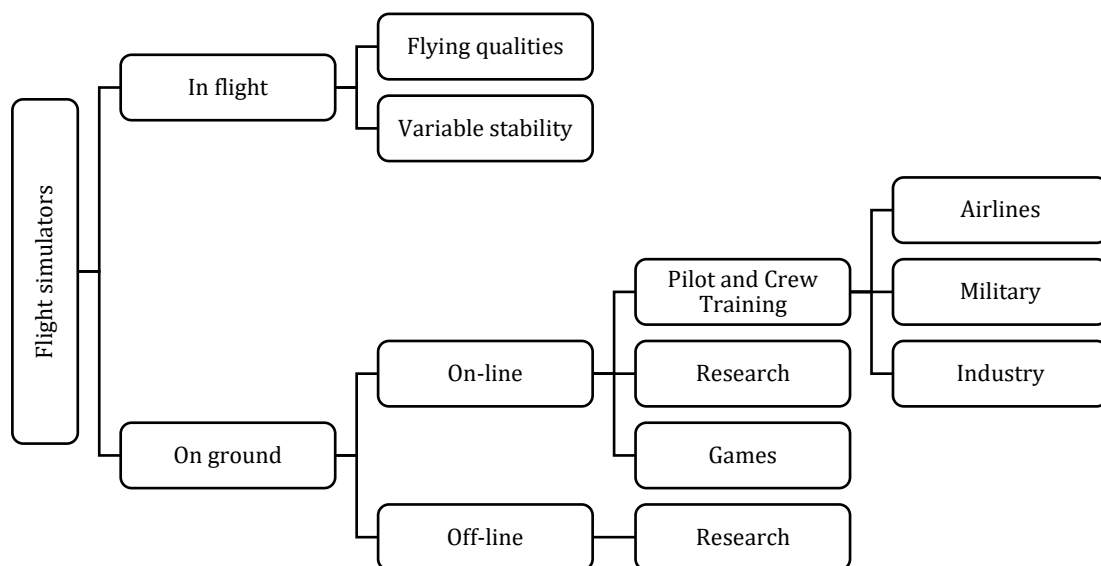 Flight simulators
In flight
Flying qualities
Variable stability
On ground
On-line
Pilot and Crew
Training
Airlines
Military
Industry
Research
Games
Off-line
Research